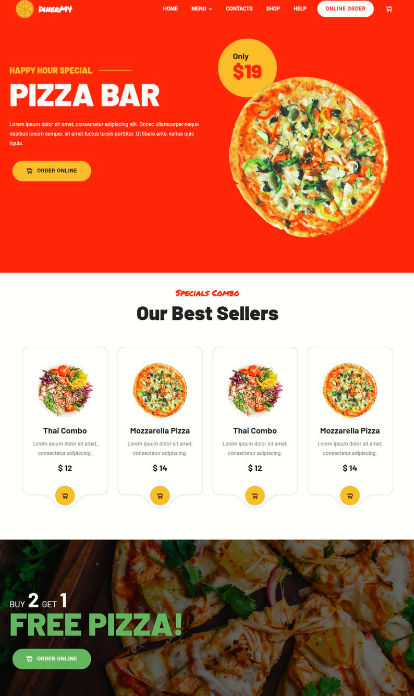 DinerMy
HOME MENU CONTACTS SHOP HELP ONLINE ORDER
Only
$19
HAPPY HOUR SPECIAL
PIZZA BAR
Lorem ipsum dolor sit amet, consectetur adipiscing elit. Donec ullamcorper neque
dapibus ipsum semper, sit amet luctus turpis porttitor. Ut libero ante, varius quis
ligula.
ORDER ONLINE
Specials Combo
Our Best Sellers
Thai Combo
Lorem ipsum dolor sit amet,
consectetur adipiscing.
$ 12
Mozzarella Pizza
Lorem ipsum dolor sit amet,
consectetur adipiscing.
$ 14
Thai Combo
Lorem ipsum dolor sit amet,
consectetur adipiscing.
$ 12
Mozzarella Pizza
Lorem ipsum dolor sit amet,
consectetur adipiscing.
$ 14
BUY 2 GET 1
FREE PIZZA!
ORDER ONLINE